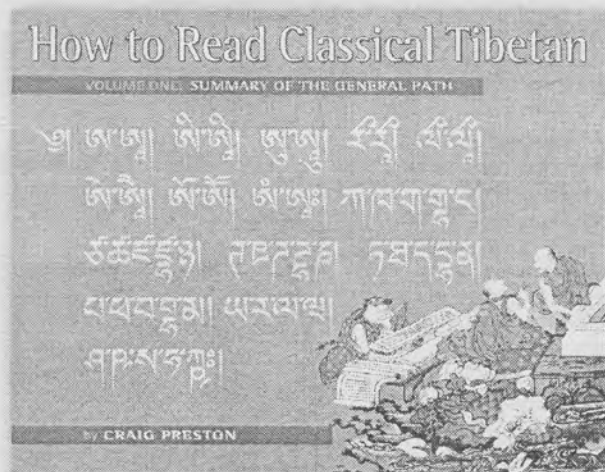 How to Read Classical Tibetan
VOLUME ONE: SUMMARY OF THE GENERAL PATH
༄། ཨ་ཨཱ། ཨི་ཨཱི། ཨུ་ཨཱུ། རྀ་རཱྀ། ལྀ་ལཱྀ།
ཨེ་ཨཻ། ཨོ་ཨཽ། ཨཾ་ཨཿ། ཀ་ཁ་ག་གྷ་ང།
ཙ་ཚ་ཛ་ཛྷ་ཉ། ཊ་ཋ་ཌ་ཌྷ་ཎ། ཏ་ཐ་ད་དྷ་ན།
པ་ཕ་བ་བྷ་མ། ཡ་ར་ལ་ཝ།
ཤ་ཥ་ས་ཧ་ཀྵཿ།
by CRAIG PRESTON